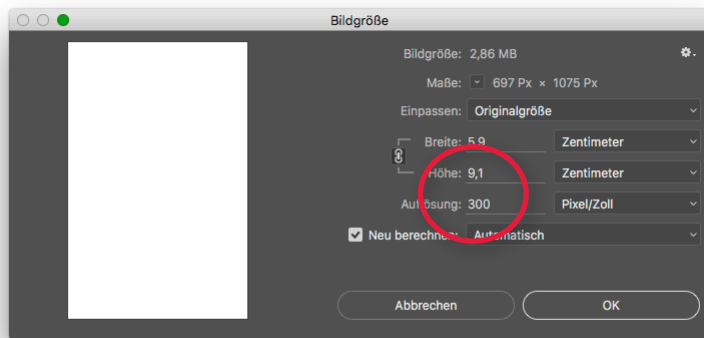 Bildgröße
Bildgröße: 2,86 MB
Maße: 697 Px × 1075 Px
Einpassen: Originalgröße
Breite: 5,9 Zentimeter
Höhe: 9,1 Zentimeter
Auflösung: 300 Pixel/Zoll
Neu berechnen: Automatisch
Abbrechen OK